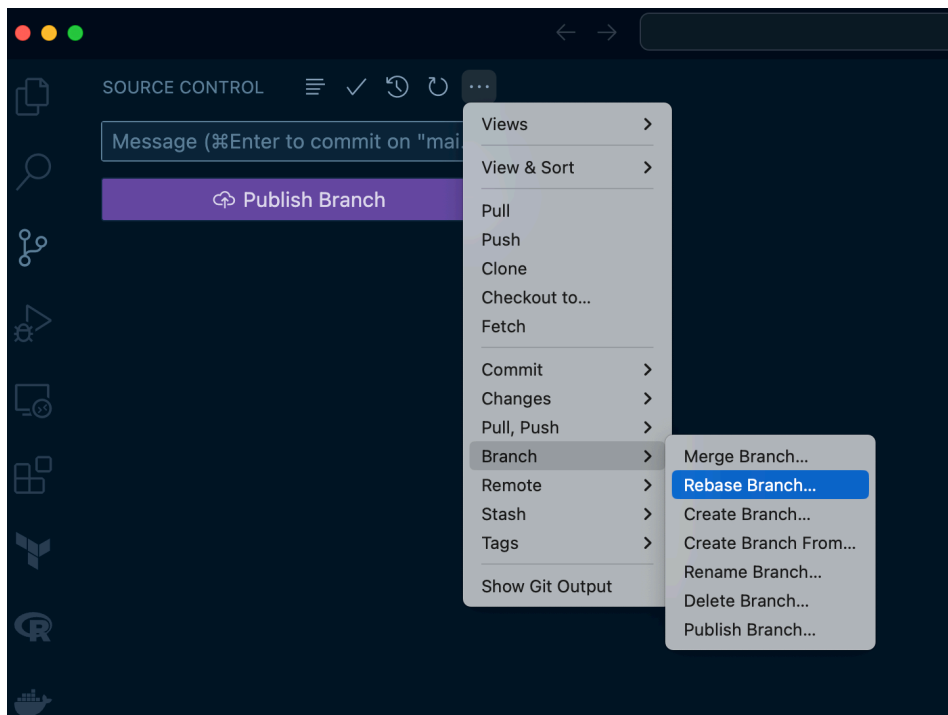 SOURCE CONTROL
Message (⌘Enter to commit on "mai
Publish Branch
Views
View & Sort
Pull
Push
Clone
Checkout to...
Fetch
Commit
Changes
Pull, Push
Branch
Remote
Stash
Tags
Show Git Output
Merge Branch...
Rebase Branch...
Create Branch...
Create Branch From...
Rename Branch...
Delete Branch...
Publish Branch...